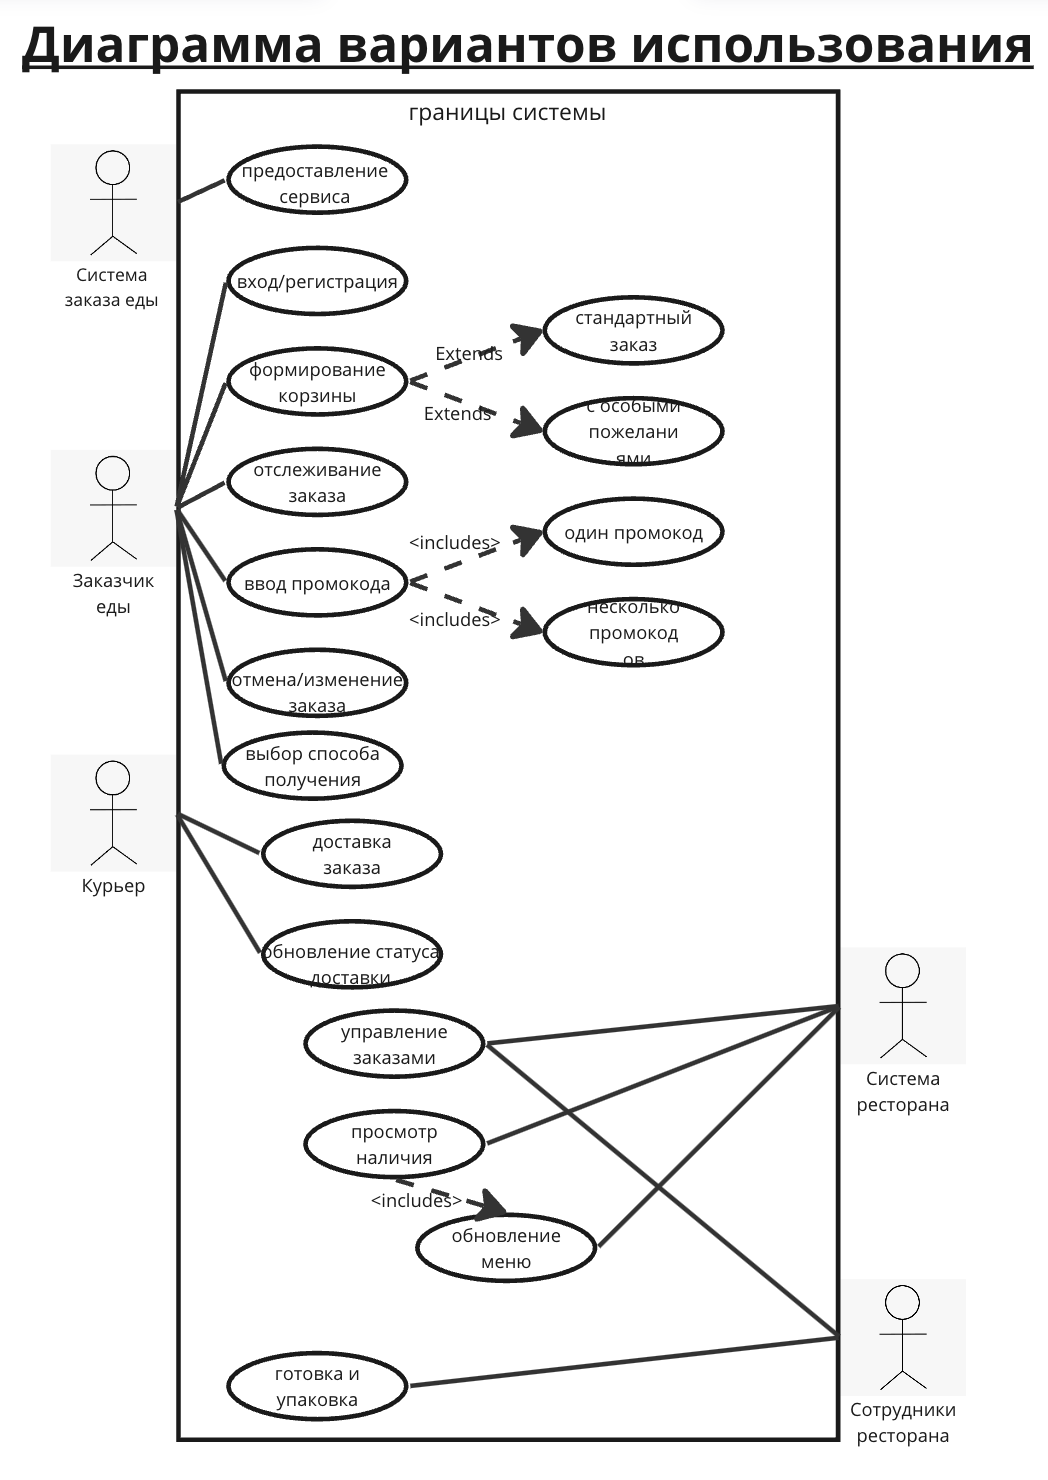 Диаграмма вариантов использования
границы системы
предоставление
сервиса
Система
заказа еды
вход/регистрация
стандартный
заказ
Extends
формирование
корзины
Extends
с особыми
пожелани
ями
отслеживание
заказа
один промокод
<includes>
ввод промокода
Заказчик
еды
<includes>
несколько
промокод
ов
отмена/изменение
заказа
выбор способа
получения
доставка
заказа
Курьер
обновление статуса
доставки
управление
заказами
Система
ресторана
просмотр
наличия
<includes>
обновление
меню
готовка и
упаковка
Сотрудники
ресторана